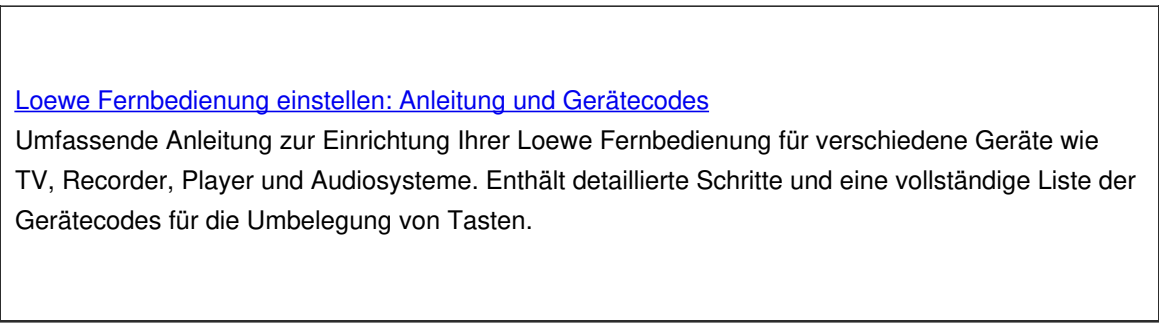 Loewe Fernbedienung einstellen: Anleitung und Gerätecodes
Umfassende Anleitung zur Einrichtung Ihrer Loewe Fernbedienung für verschiedene Geräte wie
TV, Recorder, Player und Audiosysteme. Enthält detaillierte Schritte und eine vollständige Liste der
Gerätecodes für die Umbelegung von Tasten.